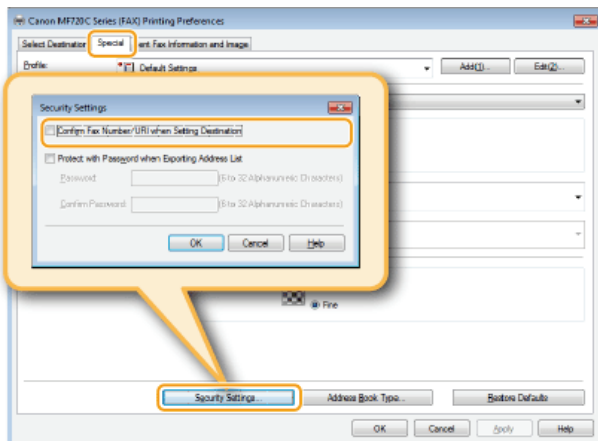 Canon MF720C Series (FAX) Printing Preferences
Select Destination Special ent Fax Information and Image
Profile: Default Settings Add(1)... Edit(2)...
Security Settings
Confirm Fax Number/URI when Setting Destination
Protect with Password when Exporting Address List
Password: (6 to 32 Alphanumeric Characters)
Confirm Password: (6 to 32 Alphanumeric Characters)
OK Cancel Help
Fine
Security Settings... Address Book Type... Restore Defaults
OK Cancel Apply Help